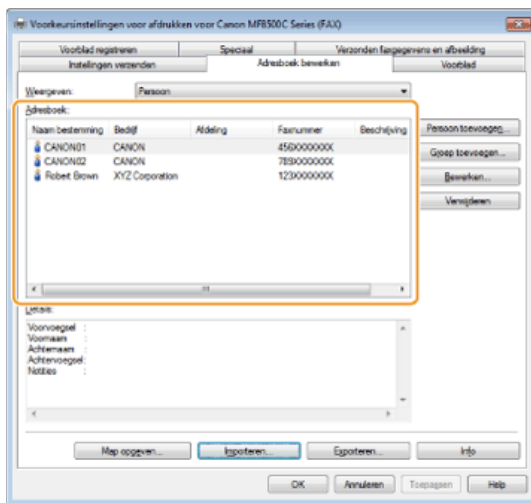 Voorkeursinstellingen voor afdrukken voor Canon MF8500C Series (FAX)
Voorblad registreren Speciaal Verzonden faxgegevens en afbeelding
Instellingen verzenden Adresboek bewerken Voorblad
Weergeven: Persoon
Adresboek:
Naam bestemming Bedrijf Afdeling Faxnummer Beschrijving
CANON01 CANON 456XXXXXXX
CANON02 CANON 789XXXXXXX
Robert Brown XYZ Corporation 123XXXXXXX
Persoon toevoegen...
Groep toevoegen...
Bewerken...
Verwijderen
Details:
Voorvoegsel :
Voornaam :
Achternaam :
Achtervoegsel:
Notities :
Map opgeven... Importeren... Exporteren... Info
OK Annuleren Toepassen Help